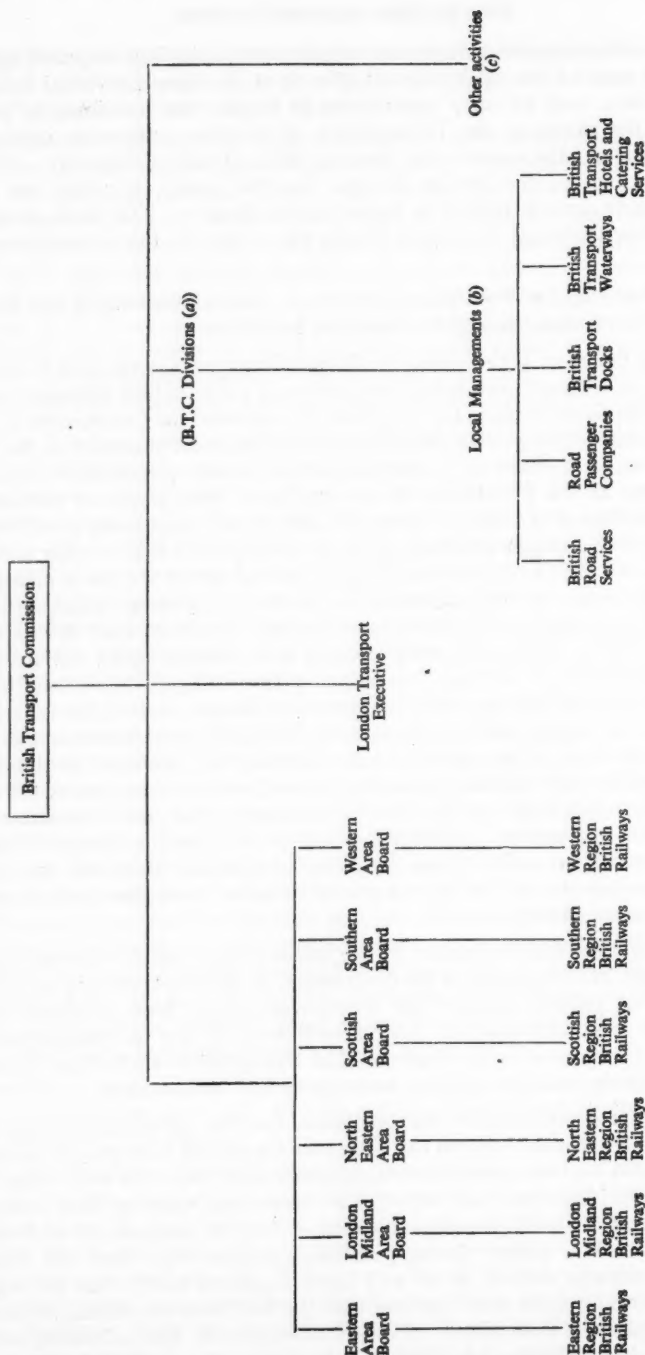 British Transport Commission
London Transport
Executive
(B.T.C. Divisions (a))
Other activities
(c)
Eastern
Area
Board
London
Midland
Area
Board
North
Eastern
Area
Board
Scottish
Area
Board
Southern
Area
Board
Western
Area
Board
Local Managements (b)
Eastern
Region
British
Railways
London
Midland
Region
British
Railways
North
Eastern
Region
British
Railways
Scottish
Region
British
Railways
Southern
Region
British
Railways
Western
Region
British
Railways
British
Road
Services
Road
Passenger
Companies
British
Transport
Docks
British
Transport
Waterways
British
Transport
Hotels and
Catering
Services